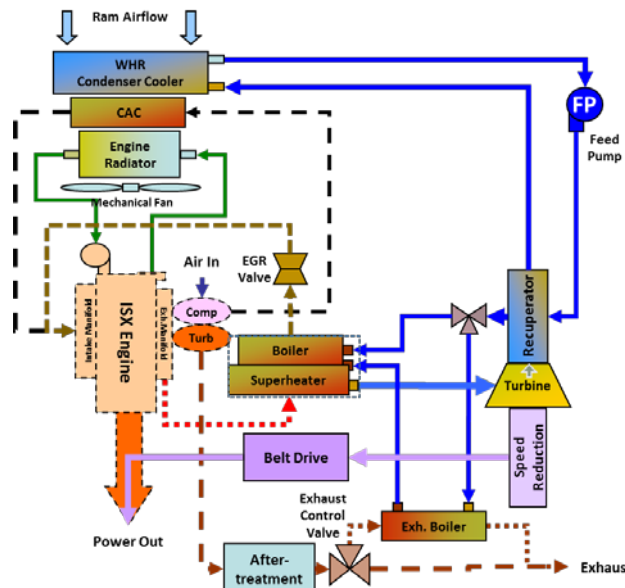 Ram Airflow
WHR
Condenser Cooler
CAC
Engine
Radiator
Mechanical Fan
FP
Feed
Pump
Air In
EGR
Valve
Comp
Turb
Intake Manifold
ISX Engine
Exh Manifold
Boiler
Superheater
Recuperator
Turbine
Speed
Reduction
Belt Drive
Power Out
Exhaust
Control
Valve
Exh. Boiler
After-
treatment
Exhaus